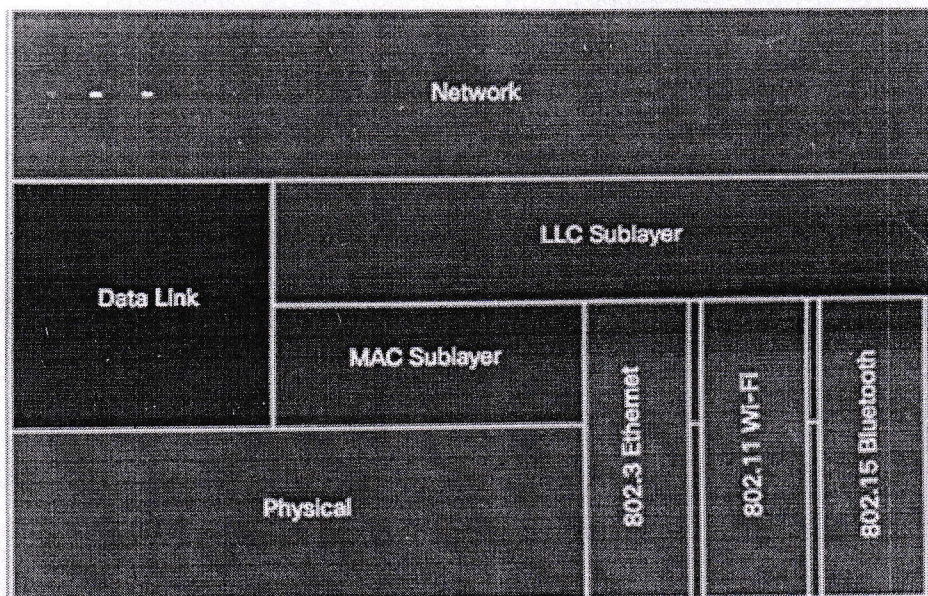 Network
LLC Sublayer
Data Link
MAC Sublayer
Physical
802.3 Ethernet
802.11 Wi-Fi
802.15 Bluetooth